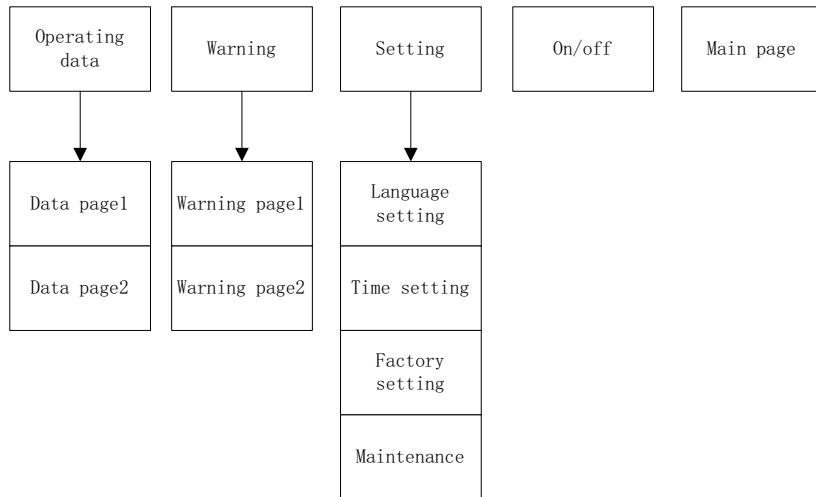 Operating
data
Warning
Setting
On/off
Main page
Data page1
Warning page1
Language
setting
Data page2
Warning page2
Time setting
Factory
setting
Maintenance